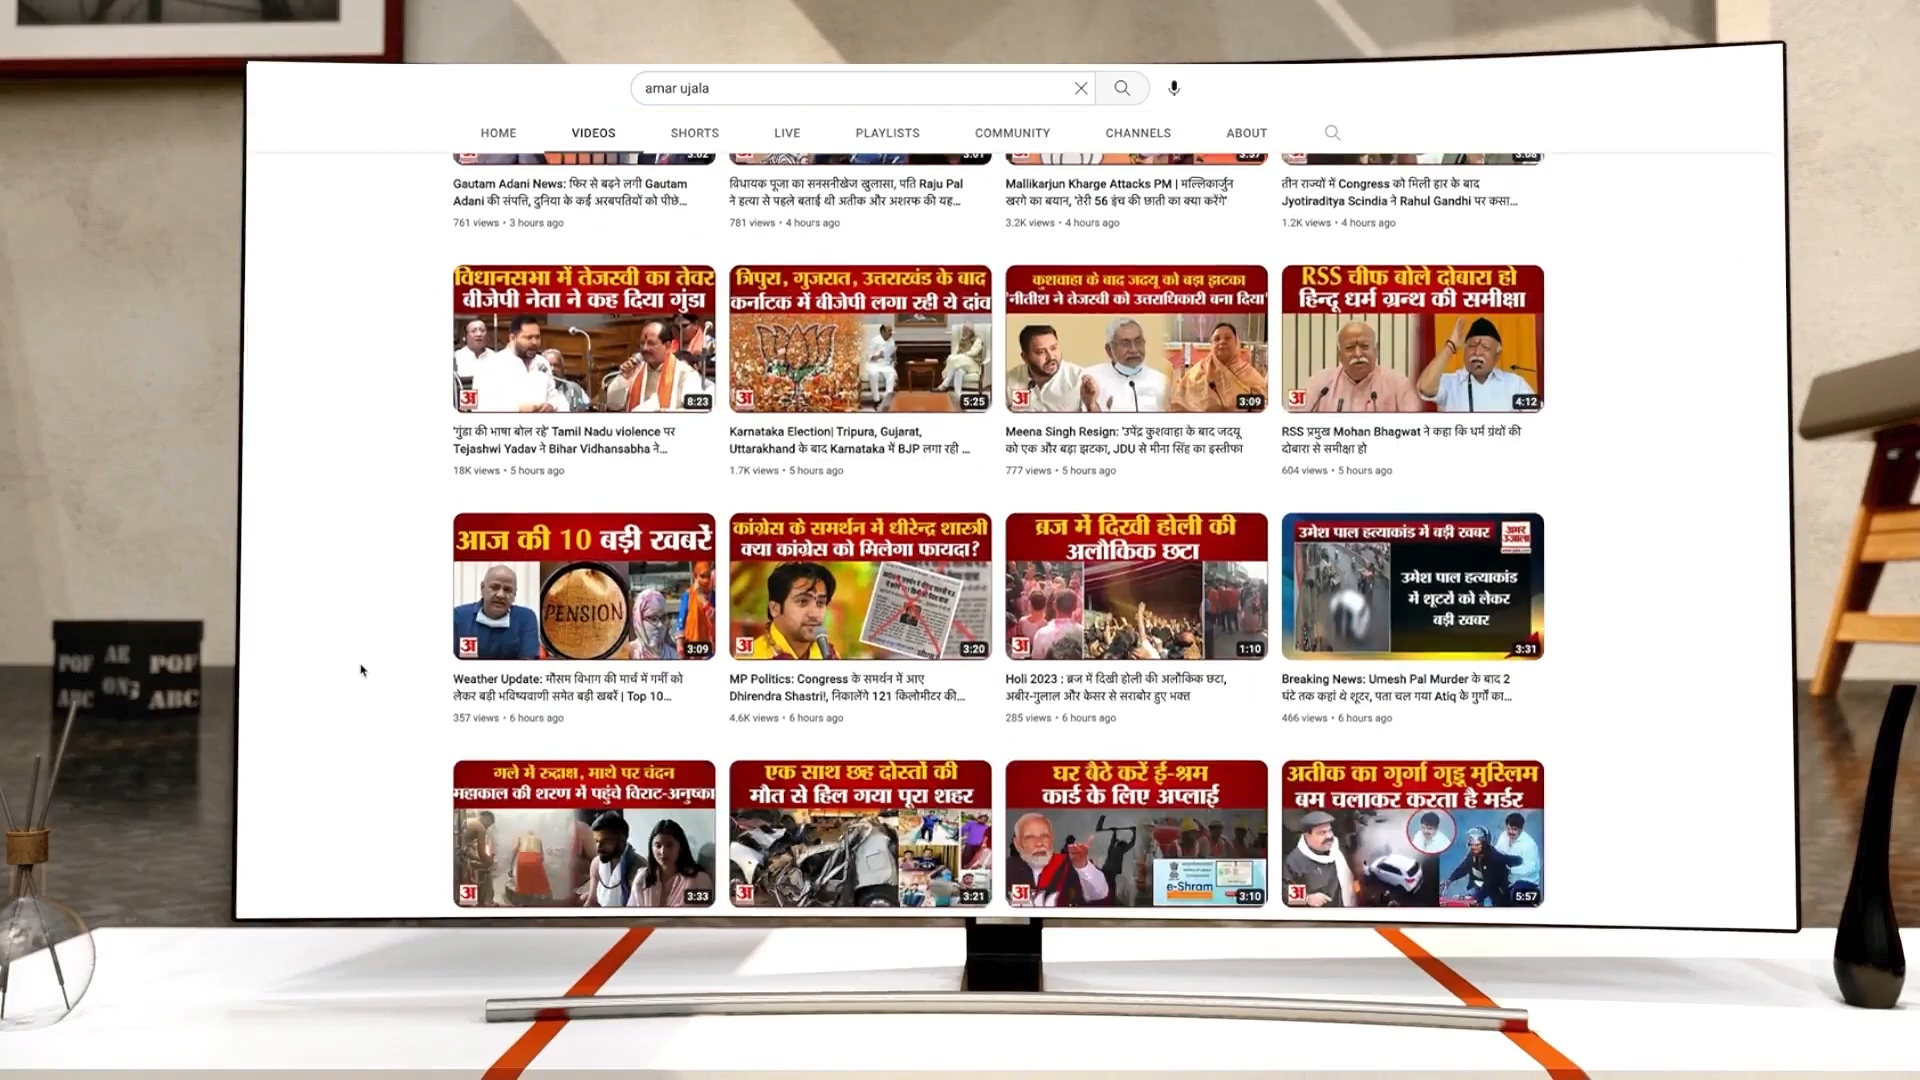 amar ujala
HOME VIDEOS SHORTS LIVE PLAYLISTS COMMUNITY CHANNELS ABOUT
3:02
3:01
3:37
3:08
Gautam Adani News: फिर से बढ़ने लगी Gautam
Adani की संपत्ति, दुनिया के कई अरबपतियों को पीछे...
761 views • 3 hours ago
विधायक पूजा का सनसनीखेज खुलासा, पति Raju Pal
ने हत्या से पहले बताई थी अतीक और अशरफ की यह...
781 views • 4 hours ago
Mallikarjun Kharge Attacks PM | मल्लिकार्जुन
खरगे का बयान, 'तेरी 56 इंच की छाती का क्या करेंगे'
3.2K views • 4 hours ago
तीन राज्यों में Congress को मिली हार के बाद
Jyotiraditya Scindia ने Rahul Gandhi पर कसा...
1.2K views • 4 hours ago
विधानसभा में तेजस्वी का तेवर
बीजेपी नेता ने कह दिया गुंडा
अ
8:23
'गुंडा की भाषा बोल रहे' Tamil Nadu violence पर
Tejashwi Yadav ने Bihar Vidhansabha ने...
18K views • 5 hours ago
त्रिपुरा, गुजरात, उत्तराखंड के बाद
कर्नाटक में बीजेपी लगा रही ये दांव
अ
5:25
Karnataka Election| Tripura, Gujarat,
Uttarakhand के बाद Karnataka में BJP लगा रही ...
1.7K views • 5 hours ago
कुशवाहा के बाद जदयू को बड़ा झटका
'नीतीश ने तेजस्वी को उत्तराधिकारी बना दिया'
अ
3:09
Meena Singh Resign: 'उपेंद्र कुशवाहा के बाद जदयू
को एक और बड़ा झटका, JDU से मीना सिंह का इस्तीफा
777 views • 5 hours ago
RSS चीफ बोले दोबारा हो
हिन्दू धर्म ग्रन्थ की समीक्षा
अ
4:12
RSS प्रमुख Mohan Bhagwat ने कहा कि धर्म ग्रंथों की
दोबारा से समीक्षा हो
604 views • 5 hours ago
आज की 10 बड़ी खबरें
PENSION
अ
3:09
Weather Update: मौसम विभाग की मार्च में गर्मी को
लेकर बड़ी भविष्यवाणी समेत बड़ी खबरें | Top 10...
357 views • 6 hours ago
कांग्रेस के समर्थन में धीरेन्द्र शास्त्री
क्या कांग्रेस को मिलेगा फायदा?
अ
3:20
MP Politics: Congress के समर्थन में आए
Dhirendra Shastri!, निकालेंगे 121 किलोमीटर की...
4.6K views • 6 hours ago
ब्रज में दिखी होली की
अलौकिक छटा
अ
1:10
Holi 2023 : ब्रज में दिखी होली की अलौकिक छटा,
अबीर-गुलाल और केसर से सराबोर हुए भक्त
285 views • 6 hours ago
उमेश पाल हत्याकांड में बड़ी खबर
अमर
उजाला
उमेश पाल हत्याकांड
में शूटरों को लेकर
बड़ी खबर
3:31
Breaking News: Umesh Pal Murder के बाद 2
घंटे तक कहां थे शूटर, पता चल गया Atiq के गुर्गों का...
466 views • 6 hours ago
गले में रुद्राक्ष, माथे पर चंदन
महाकाल की शरण में पहुंचे विराट-अनुष्का
अ
3:33
एक साथ छह दोस्तों की
मौत से हिल गया पूरा शहर
अ
3:21
घर बैठे करें ई-श्रम
कार्ड के लिए अप्लाई
e-Shram
अ
3:10
अतीक का गुर्गा गुड्डू मुस्लिम
बम चलाकर करता है मर्डर
अ
5:57